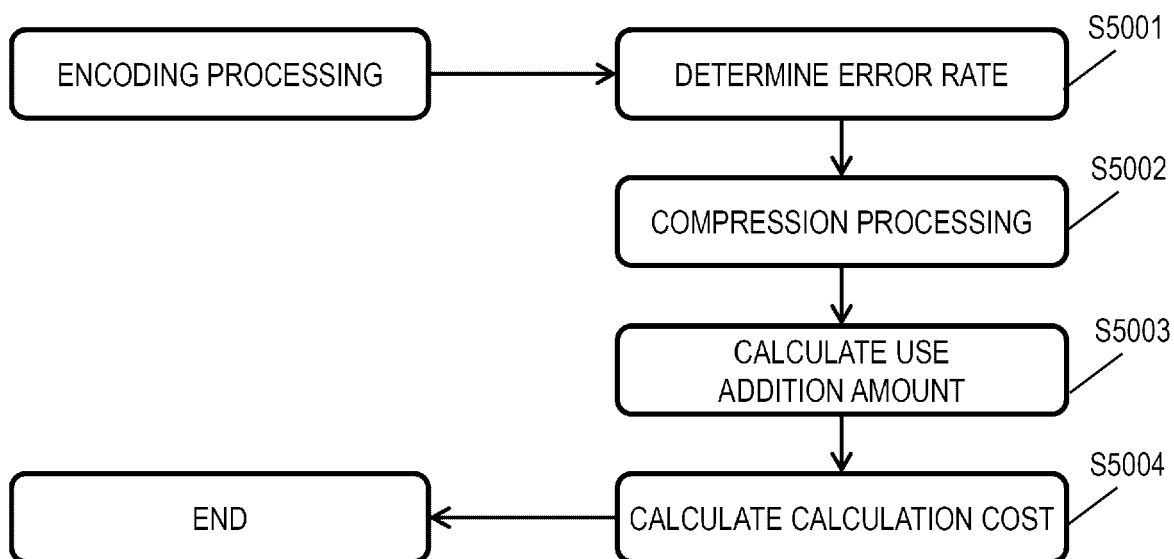 ENCODING PROCESSING
S5001
DETERMINE ERROR RATE
S5002
COMPRESSION PROCESSING
S5003
CALCULATE USE
ADDITION AMOUNT
S5004
CALCULATE CALCULATION COST
END